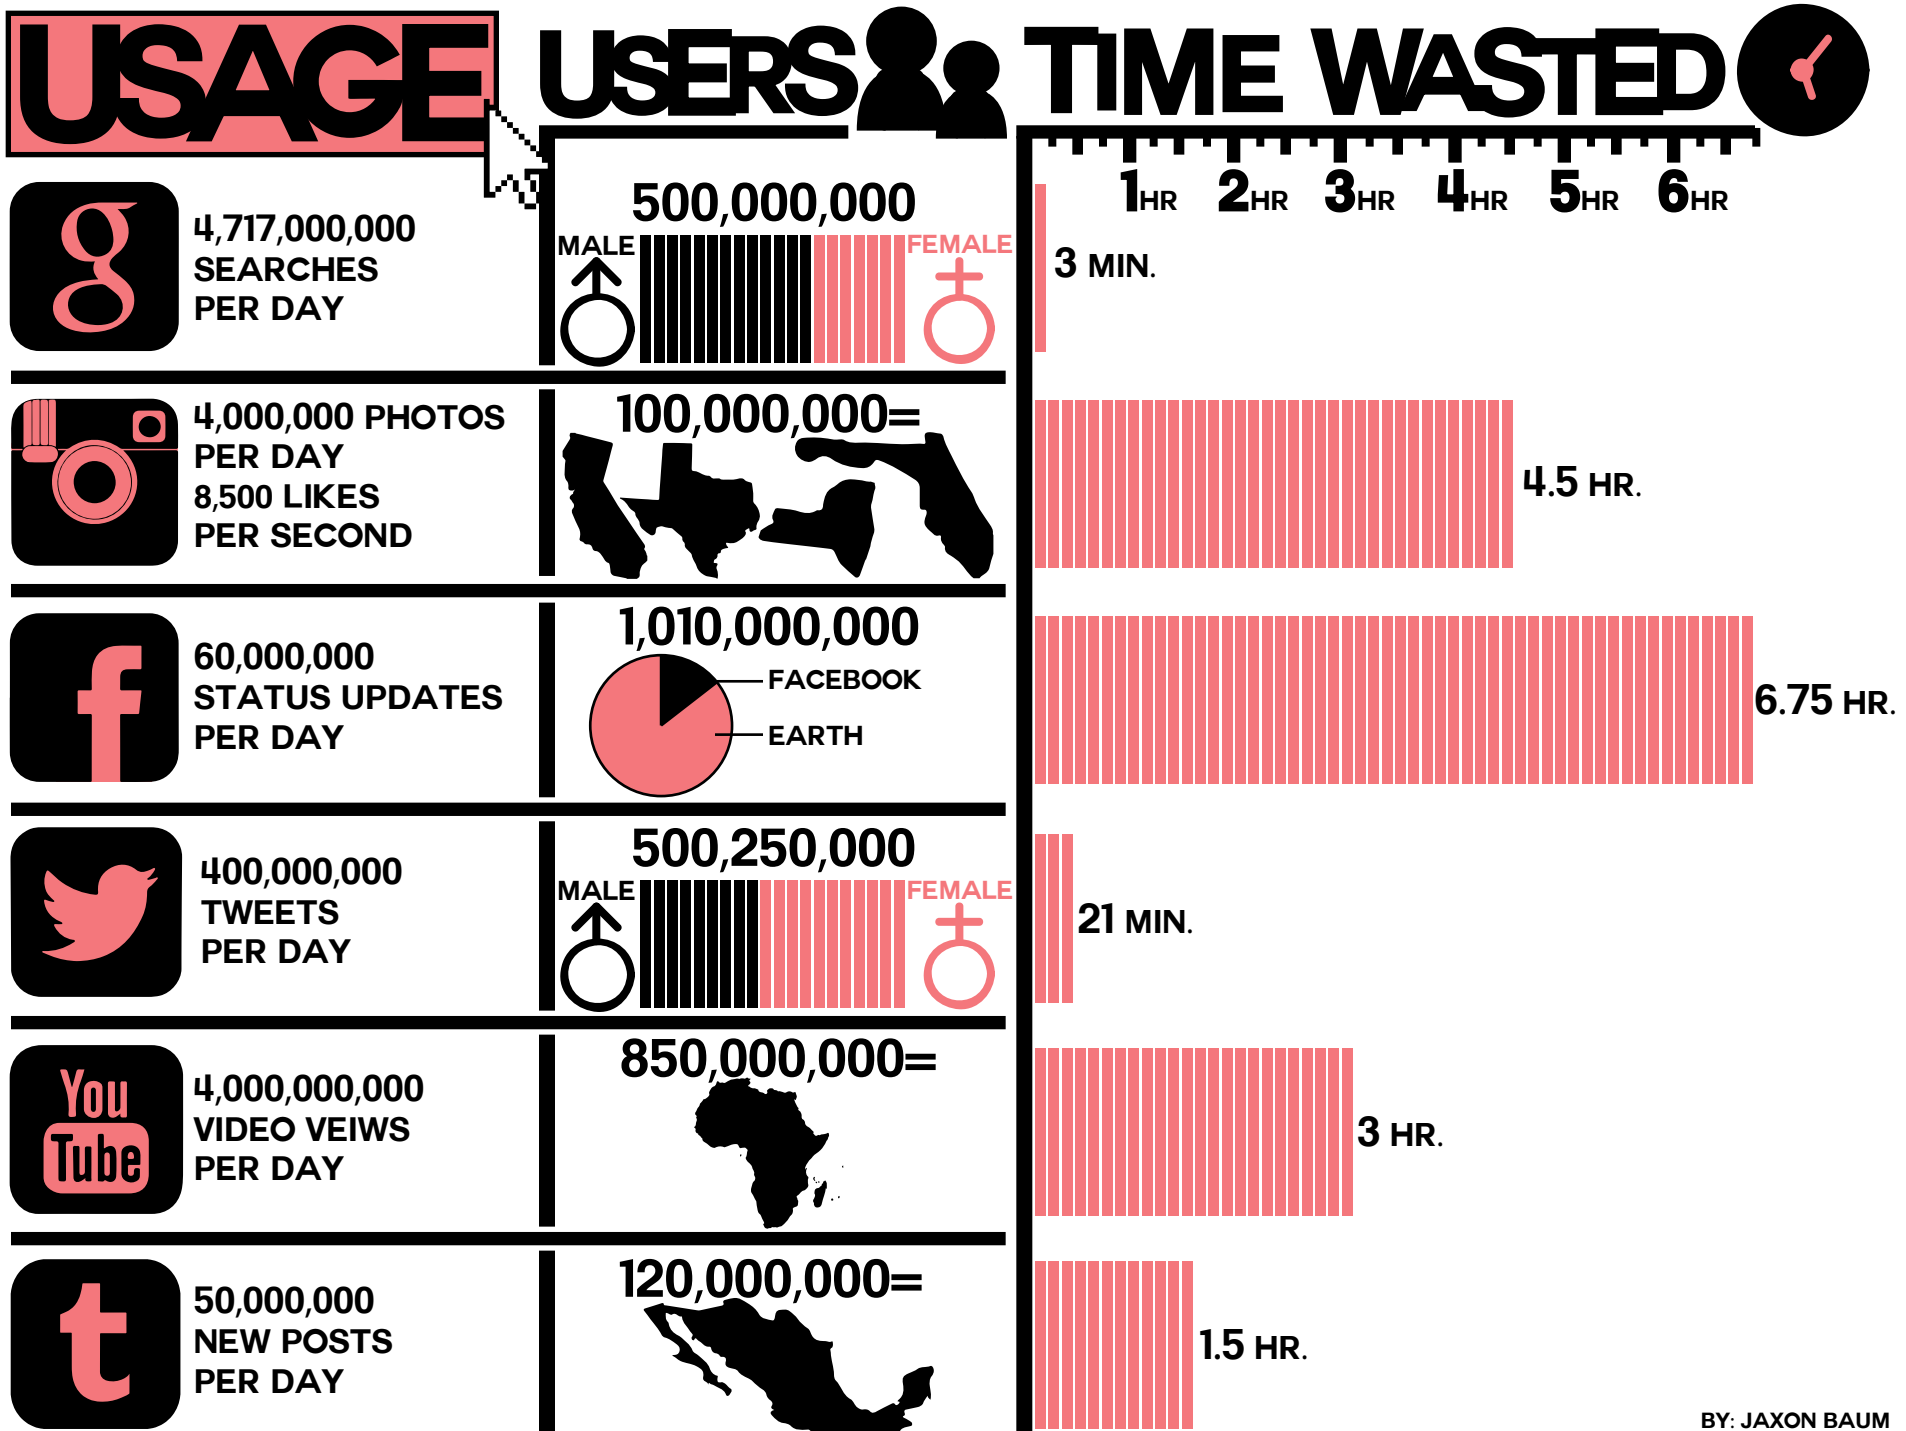 USAGE
USERS
TIME WASTED
1HR 2HR 3HR 4HR 5HR 6HR
g
4,717,000,000
SEARCHES
PER DAY
500,000,000
MALE
FEMALE
3 MIN.
4,000,000 PHOTOS
PER DAY
8,500 LIKES
PER SECOND
100,000,000=
4.5 HR.
f
60,000,000
STATUS UPDATES
PER DAY
1,010,000,000
FACEBOOK
EARTH
6.75 HR.
400,000,000
TWEETS
PER DAY
500,250,000
MALE
FEMALE
21 MIN.
You
Tube
4,000,000,000
VIDEO VEIWS
PER DAY
850,000,000=
3 HR.
t
50,000,000
NEW POSTS
PER DAY
120,000,000=
1.5 HR.
BY: JAXON BAUM